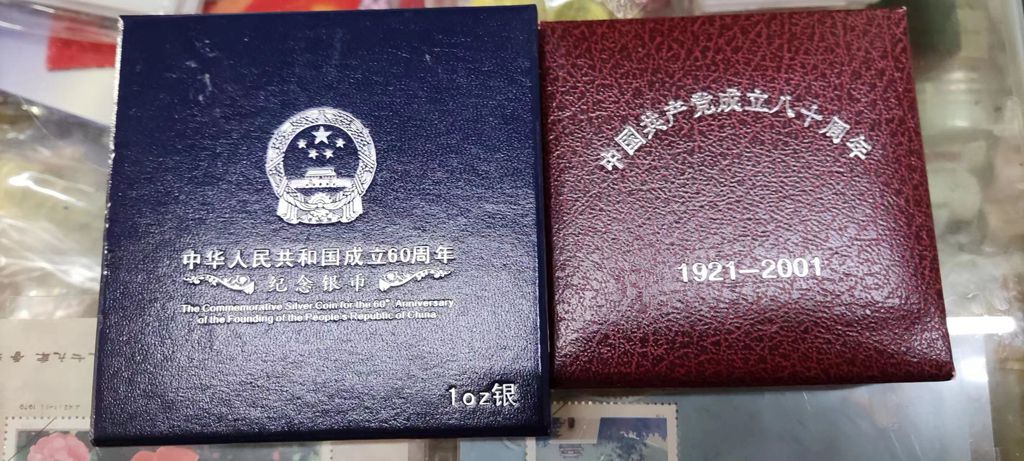 中华人民共和国成立60周年
纪念银币
The Commemorative Silver Coin for the 60th Anniversary
of the Founding of the People's Republic of China
1oz银
中国共产党成立八十周年
1921-2001
1979